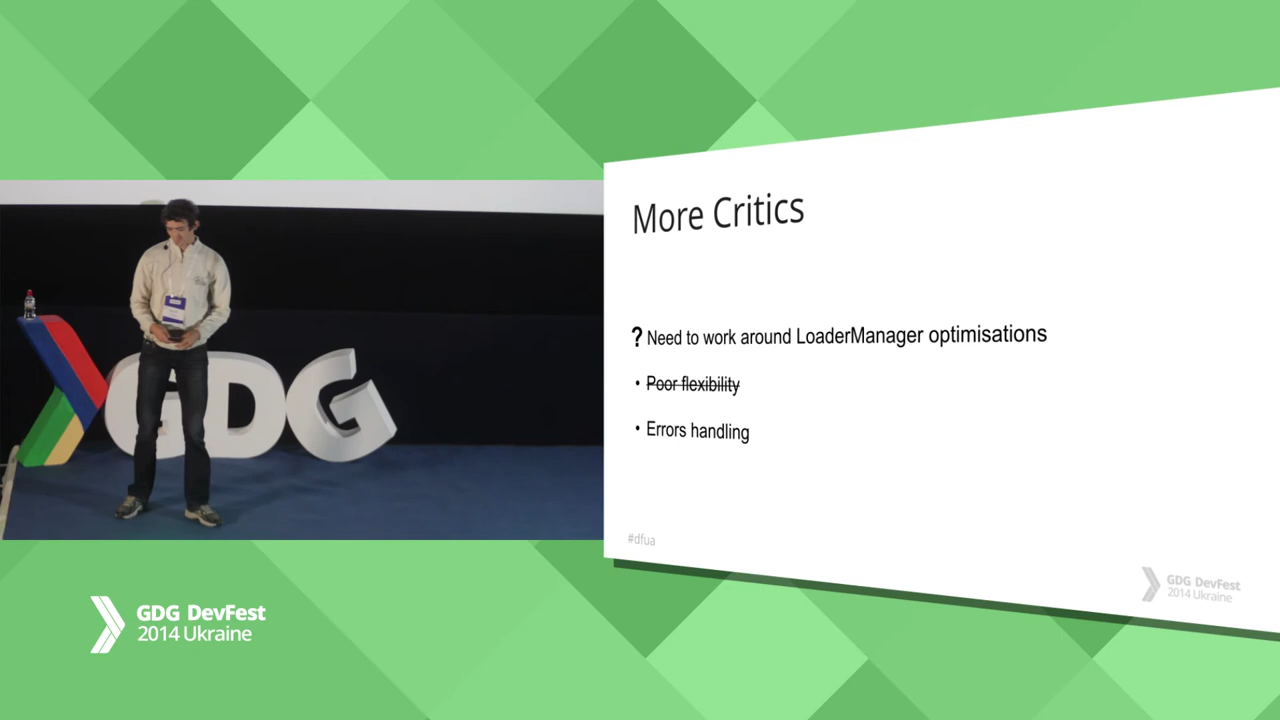 More Critics
? Need to work around LoaderManager optimisations
• Poor flexibility
• Errors handling
#dfua
GDG DevFest
2014 Ukraine
GDG
GDG DevFest
2014 Ukraine